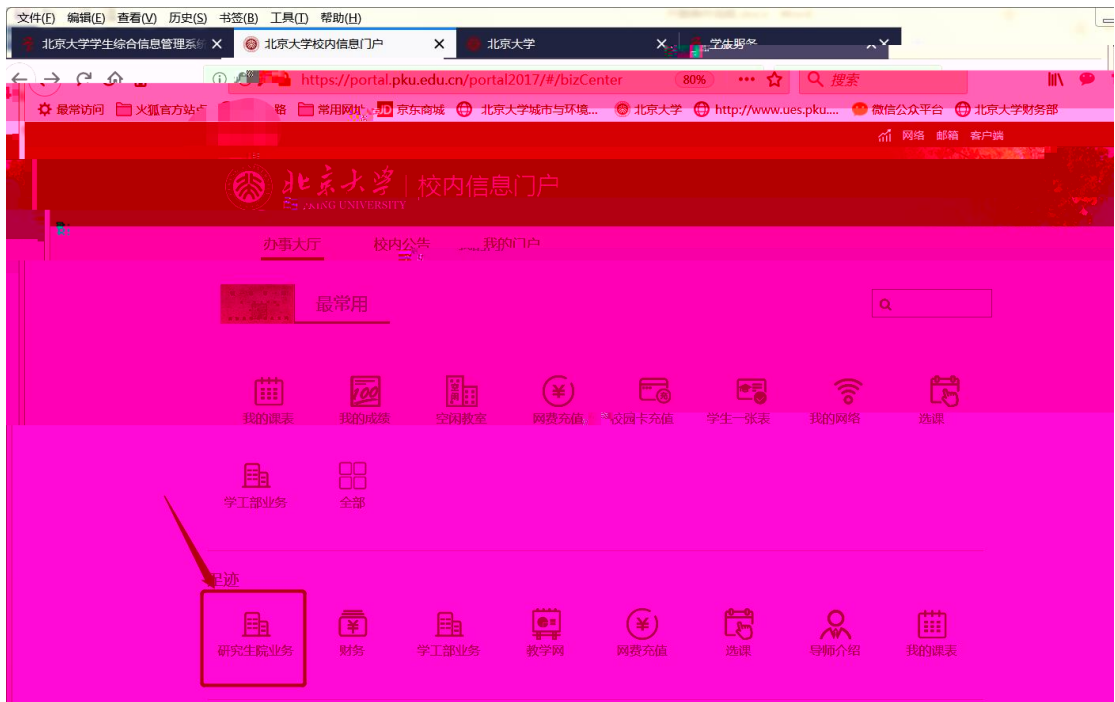 文件(F) 编辑(E) 查看(V) 历史(S) 书签(B) 工具(T) 帮助(H)
北京大学学生综合信息管理系统 × 北京大学校内信息门户 × 北京大学 × 学生服务 ×
https://portal.pku.edu.cn/portal2017/#/bizCenter 80% 搜索
最常访问 火狐官方站点 路 常用网址 JD 京东商城 北京大学城市与环境... 北京大学 http://www.ues.pku.... 微信公众平台 北京大学财务部
网络 邮箱 客户端
北京大学 校内信息门户
PEKING UNIVERSITY
办事大厅 校内公告 我的门户
最常用
我的课表 我的成绩 空闲教室 网费充值 校园卡充值 学生一张表 我的网络 选课
学工部业务 全部
足迹
研究生院业务 财务 学工部业务 教学网 网费充值 选课 导师介绍 我的课表